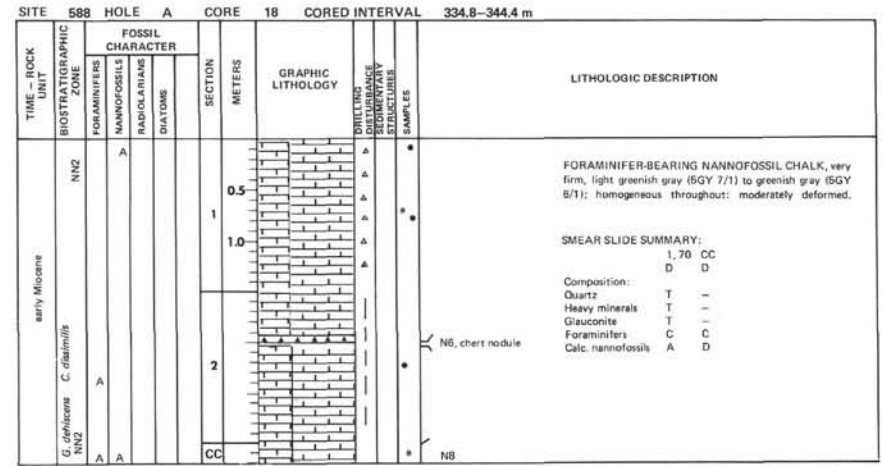 SITE 588 HOLE A CORE 18 CORED INTERVAL 334.8–344.4 m
TIME – ROCK UNIT
BIOSTRATIGRAPHIC ZONE
FOSSIL CHARACTER
FORAMINIFERS
NANNOFOSSILS
RADIOLARIANS
DIATOMS
SECTION
METERS
GRAPHIC LITHOLOGY
DRILLING DISTURBANCE
SEDIMENTARY STRUCTURES
SAMPLES
LITHOLOGIC DESCRIPTION
early Miocene
NN2
A
0.5
1
1.0
FORAMINIFER-BEARING NANNOFOSSIL CHALK, very
firm, light greenish gray (5GY 7/1) to greenish gray (5GY
6/1); homogeneous throughout: moderately deformed.
SMEAR SLIDE SUMMARY:
1, 70 CC
D D
Composition:
Quartz T –
Heavy minerals T –
Glauconite T –
Foraminifers C C
Calc. nannofossils A D
N6, chert nodule
C. dissimilis
2
A
G. dehiscens
NN2
A A
CC
N8